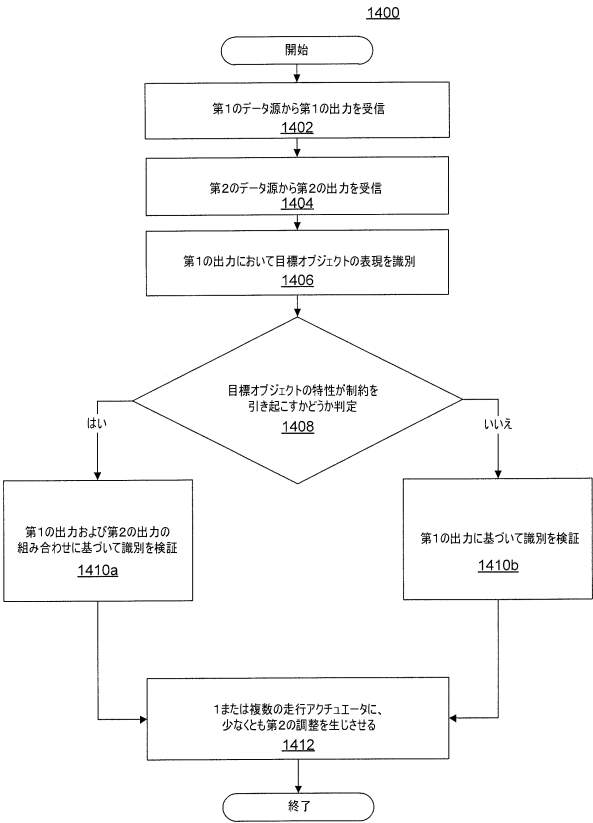 1400
開始
第1のデータ源から第1の出力を受信
1402
第2のデータ源から第2の出力を受信
1404
第1の出力において目標オブジェクトの表現を識別
1406
目標オブジェクトの特性が制約を
引き起こすかどうか判定
1408
はい
いいえ
第1の出力および第2の出力の
組み合わせに基づいて識別を検証
1410a
第1の出力に基づいて識別を検証
1410b
1または複数の走行アクチュエータに、
少なくとも第2の調整を生じさせる
1412
終了